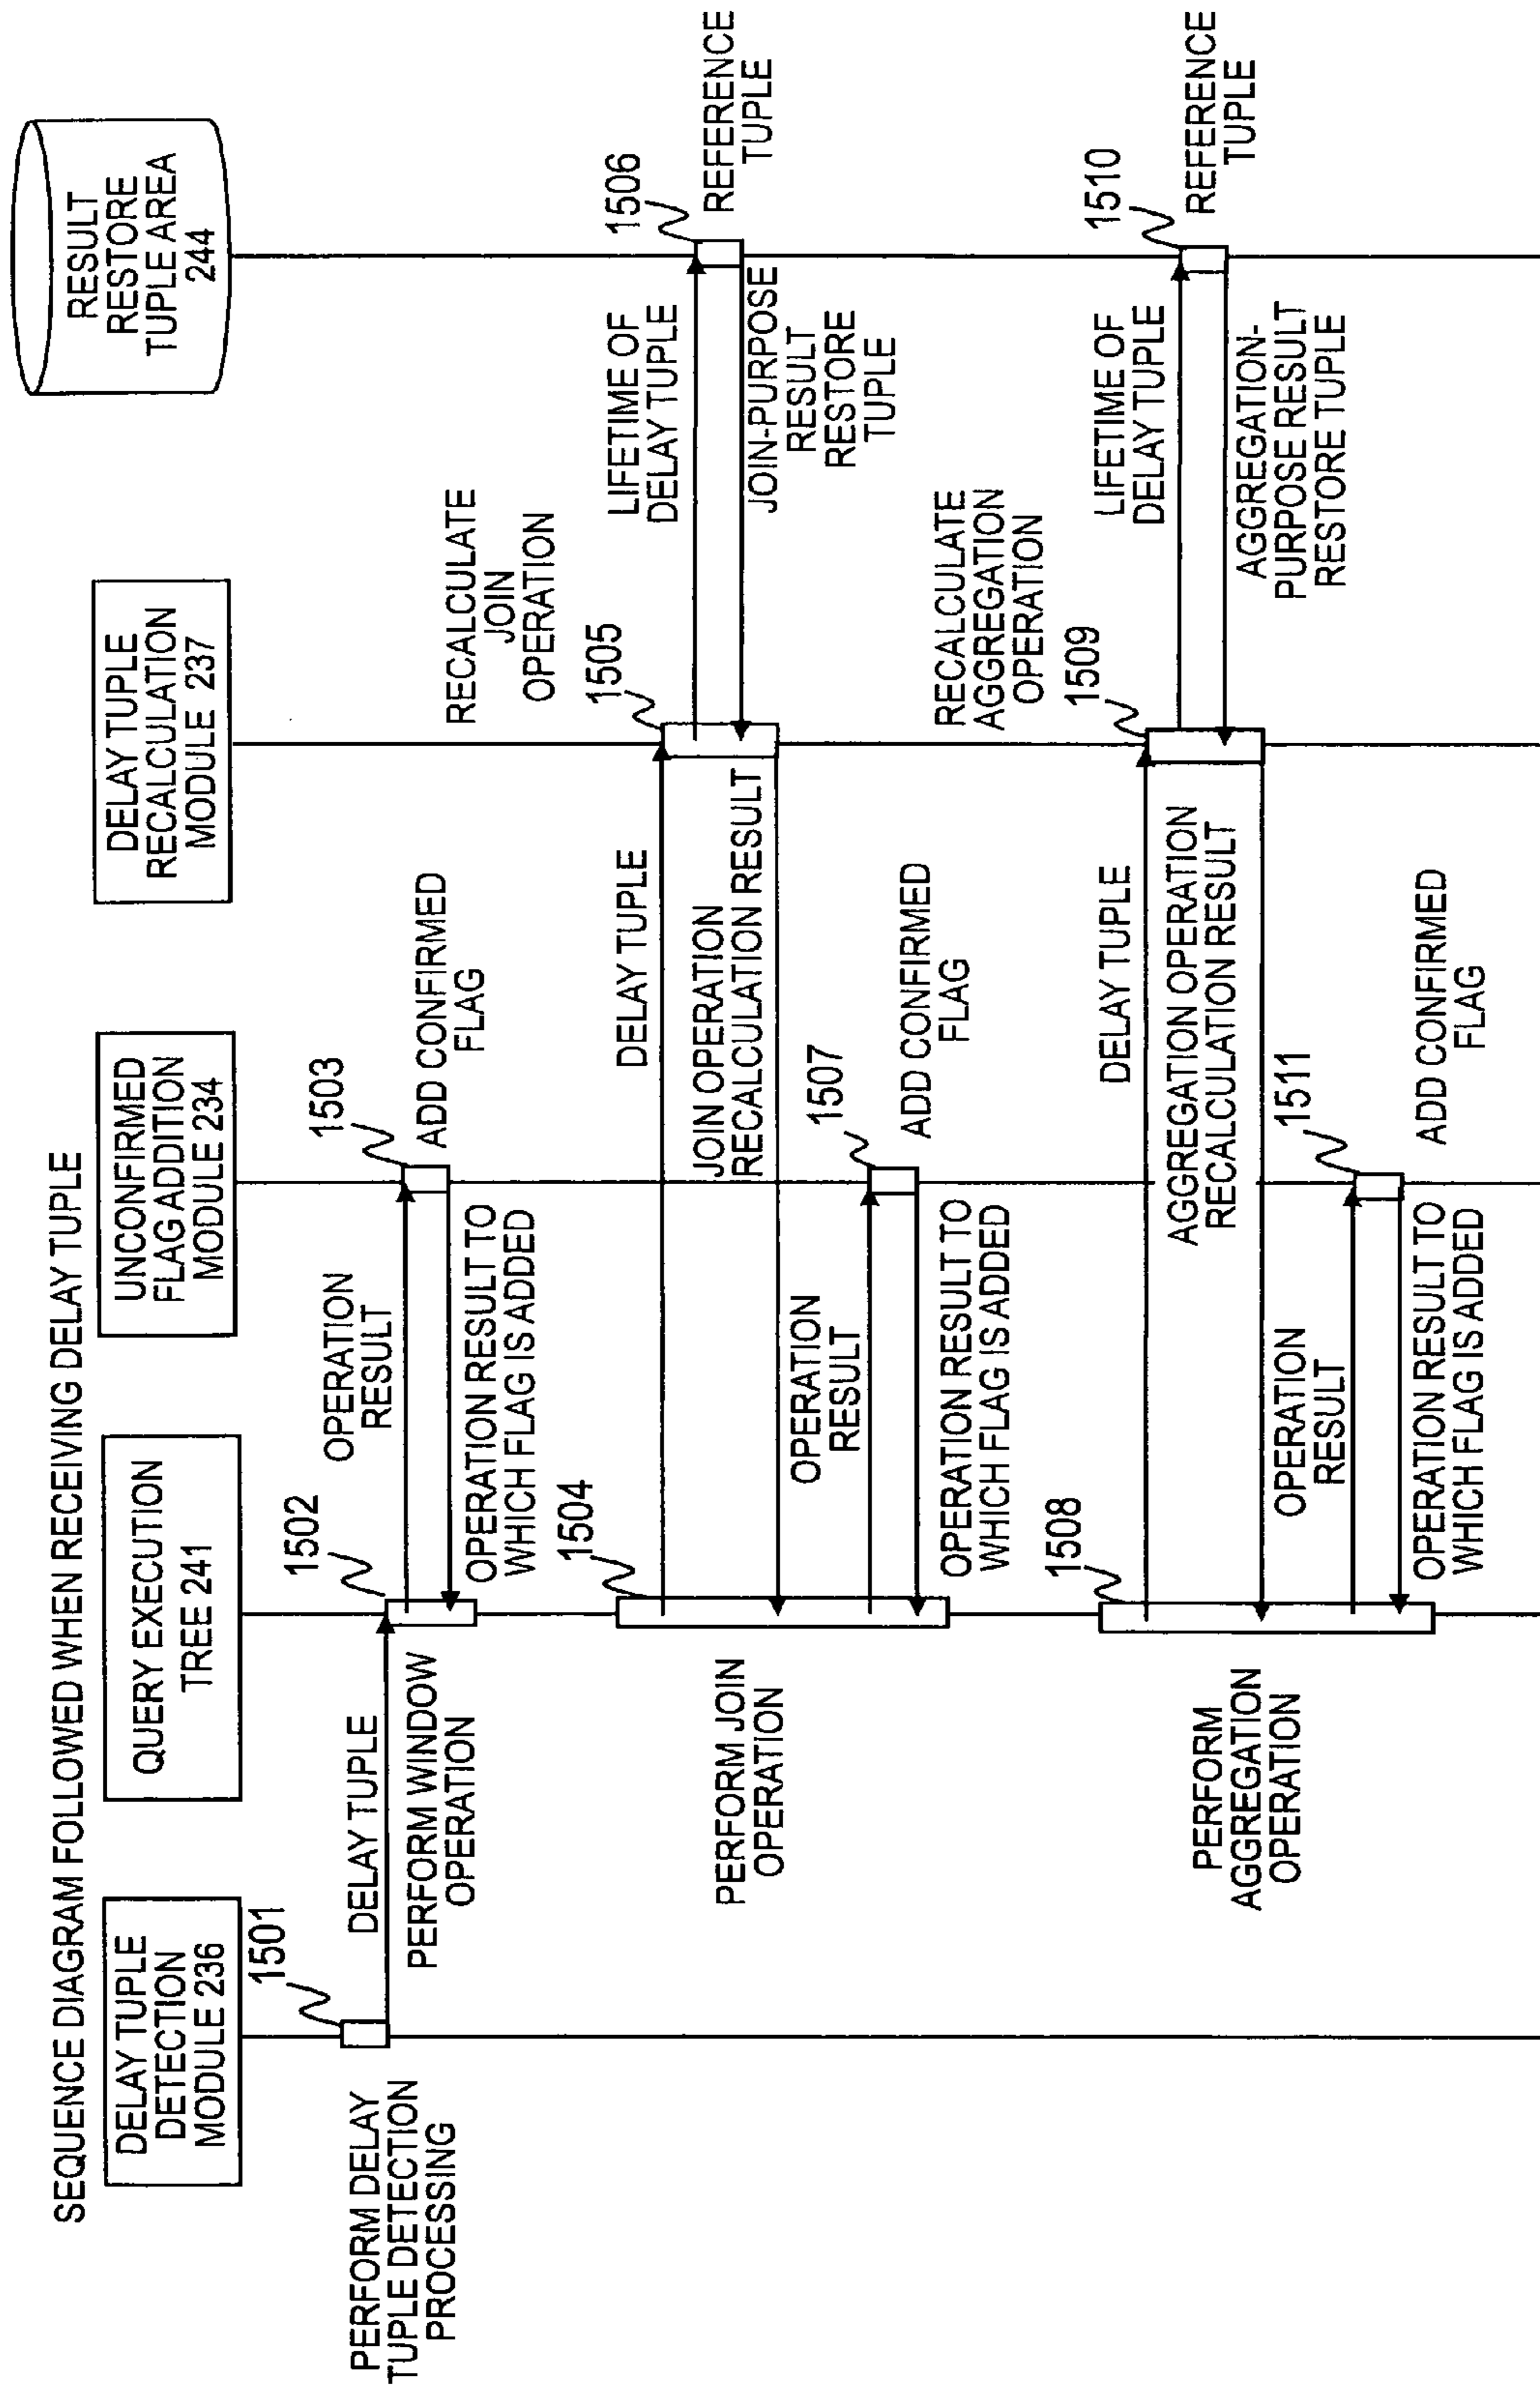 SEQUENCE DIAGRAM FOLLOWED WHEN RECEIVING DELAY TUPLE
DELAY TUPLE
DETECTION
MODULE 236
QUERY EXECUTION
TREE 241
UNCONFIRMED
FLAG ADDITION
MODULE 234
DELAY TUPLE
RECALCULATION
MODULE 237
RESULT
RESTORE
TUPLE AREA
244
1501
PERFORM DELAY
TUPLE DETECTION
PROCESSING
DELAY TUPLE
1502
PERFORM WINDOW
OPERATION
OPERATION
RESULT
1503
ADD CONFIRMED
FLAG
OPERATION RESULT TO
WHICH FLAG IS ADDED
1504
PERFORM JOIN
OPERATION
DELAY TUPLE
RECALCULATE
JOIN
OPERATION
1505
LIFETIME OF
DELAY TUPLE
1506
REFERENCE
TUPLE
JOIN-PURPOSE
RESULT
RESTORE
TUPLE
JOIN OPERATION
RECALCULATION RESULT
OPERATION
RESULT
1507
ADD CONFIRMED
FLAG
OPERATION RESULT TO
WHICH FLAG IS ADDED
1508
PERFORM
AGGREGATION
OPERATION
DELAY TUPLE
RECALCULATE
AGGREGATION
OPERATION
1509
LIFETIME OF
DELAY TUPLE
1510
REFERENCE
TUPLE
AGGREGATION-
PURPOSE RESULT
RESTORE TUPLE
AGGREGATION OPERATION
RECALCULATION RESULT
OPERATION
RESULT
1511
ADD CONFIRMED
FLAG
OPERATION RESULT TO
WHICH FLAG IS ADDED